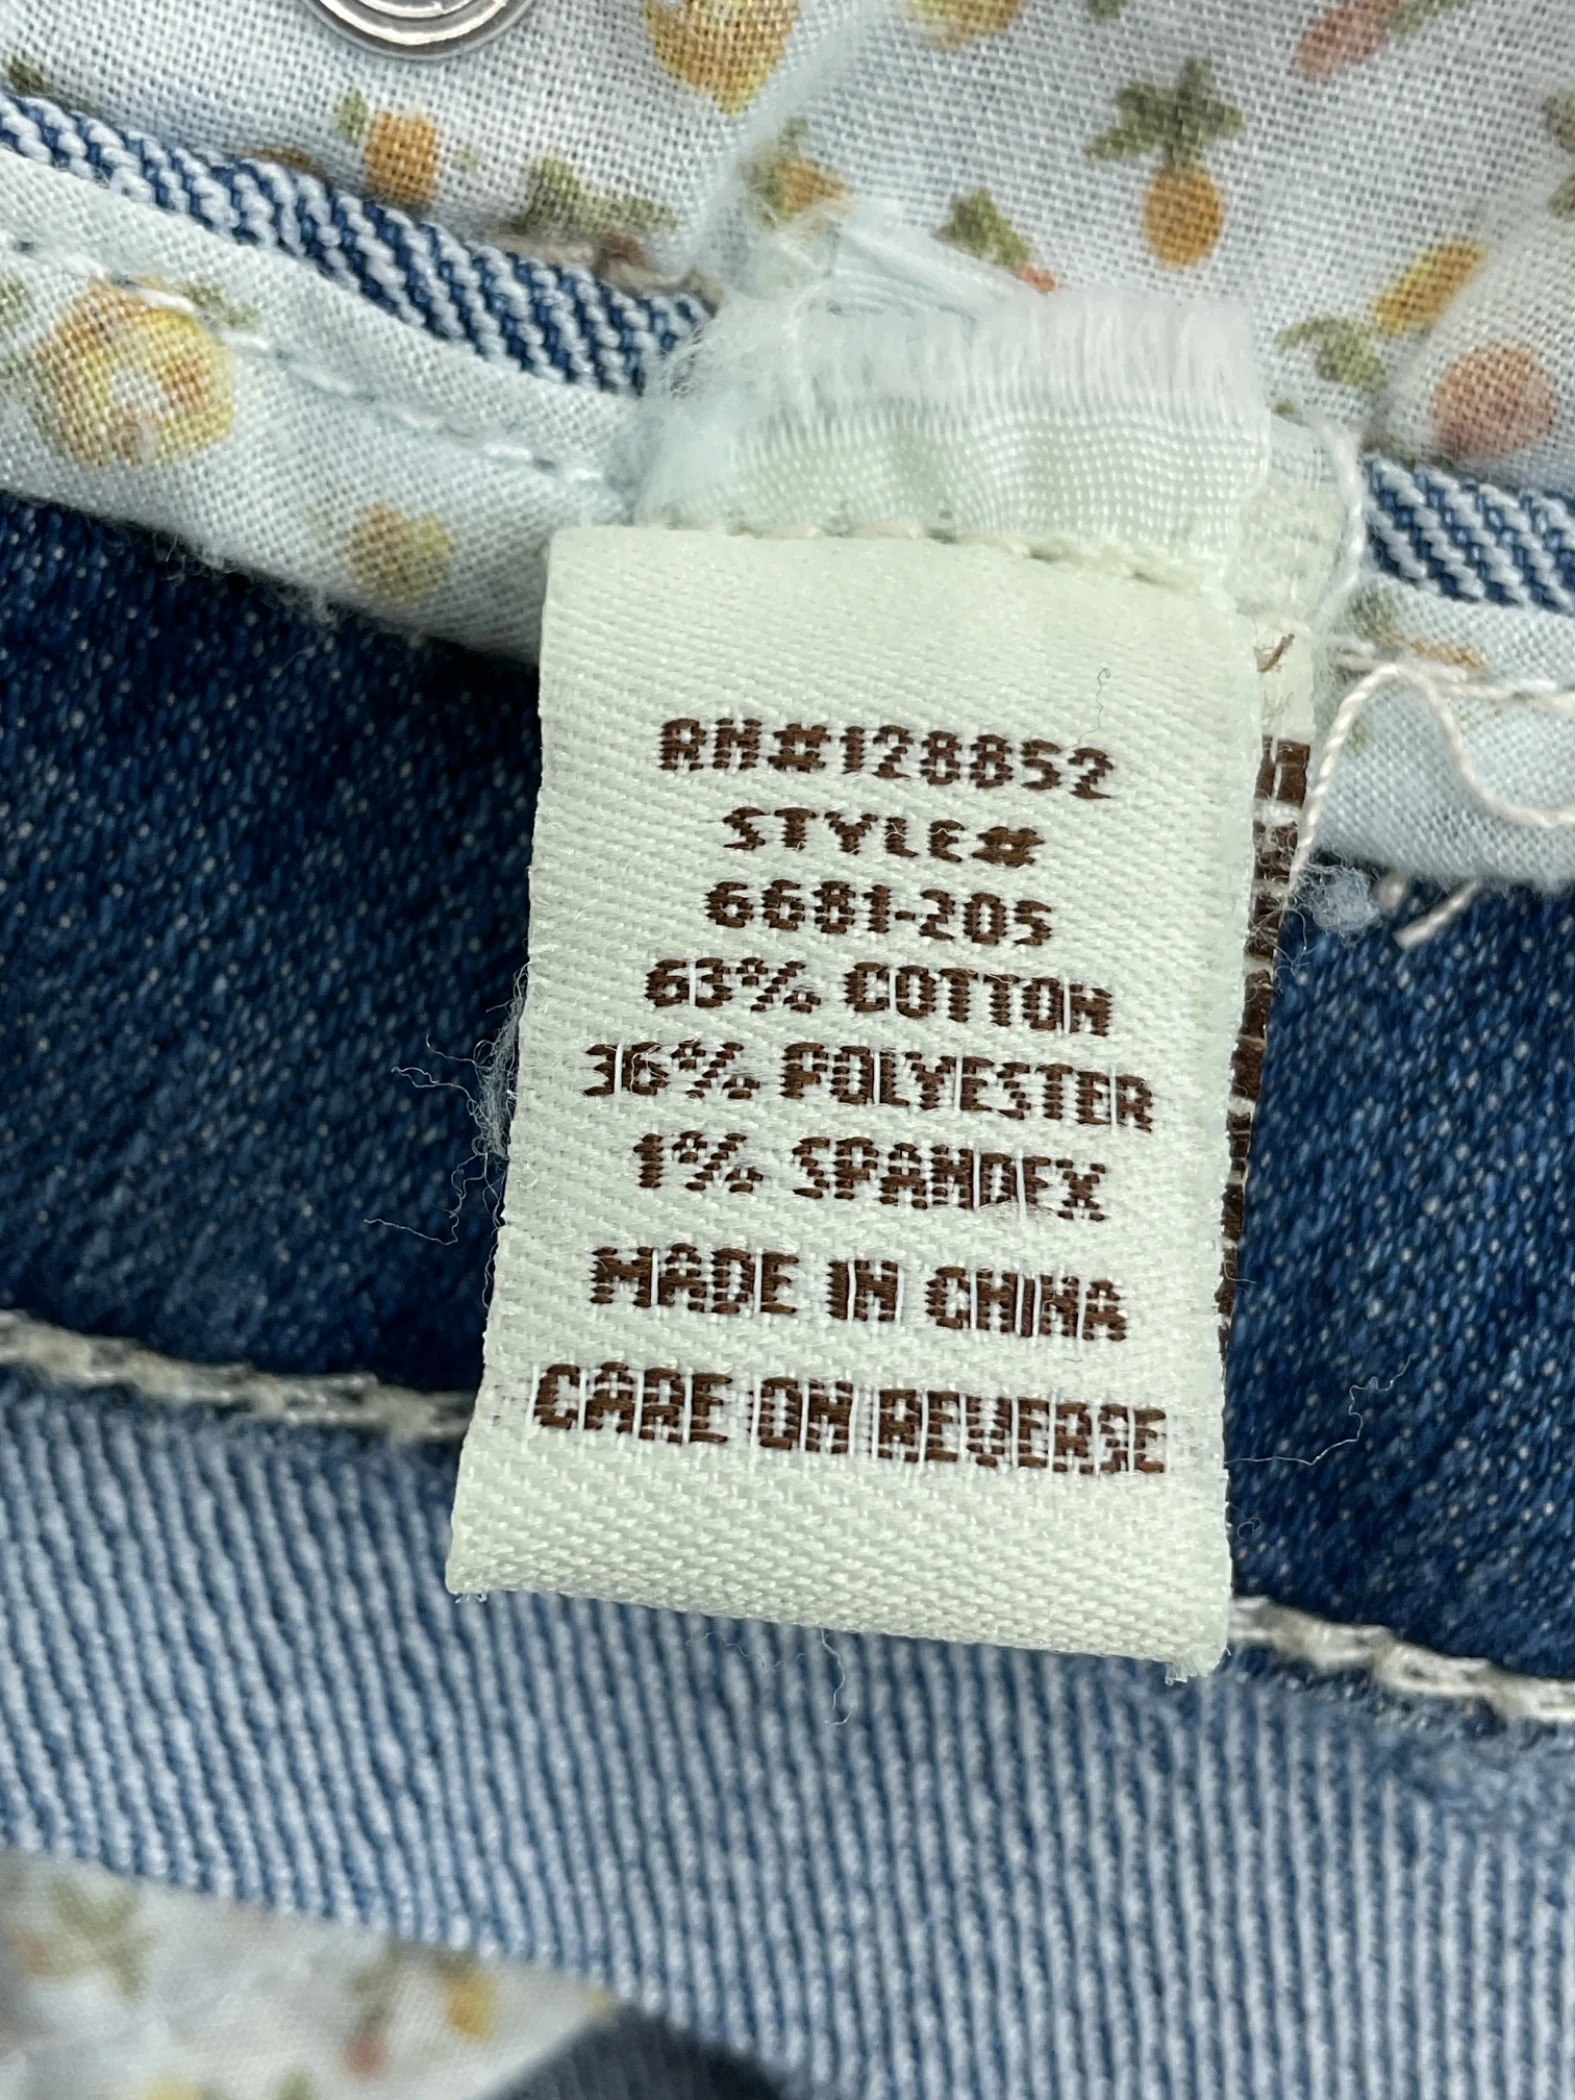 RN#128852
STYLE#
6681-205
63% COTTON
36% POLYESTER
1% SPANDEX
MADE IN CHINA
CARE ON REVERSE